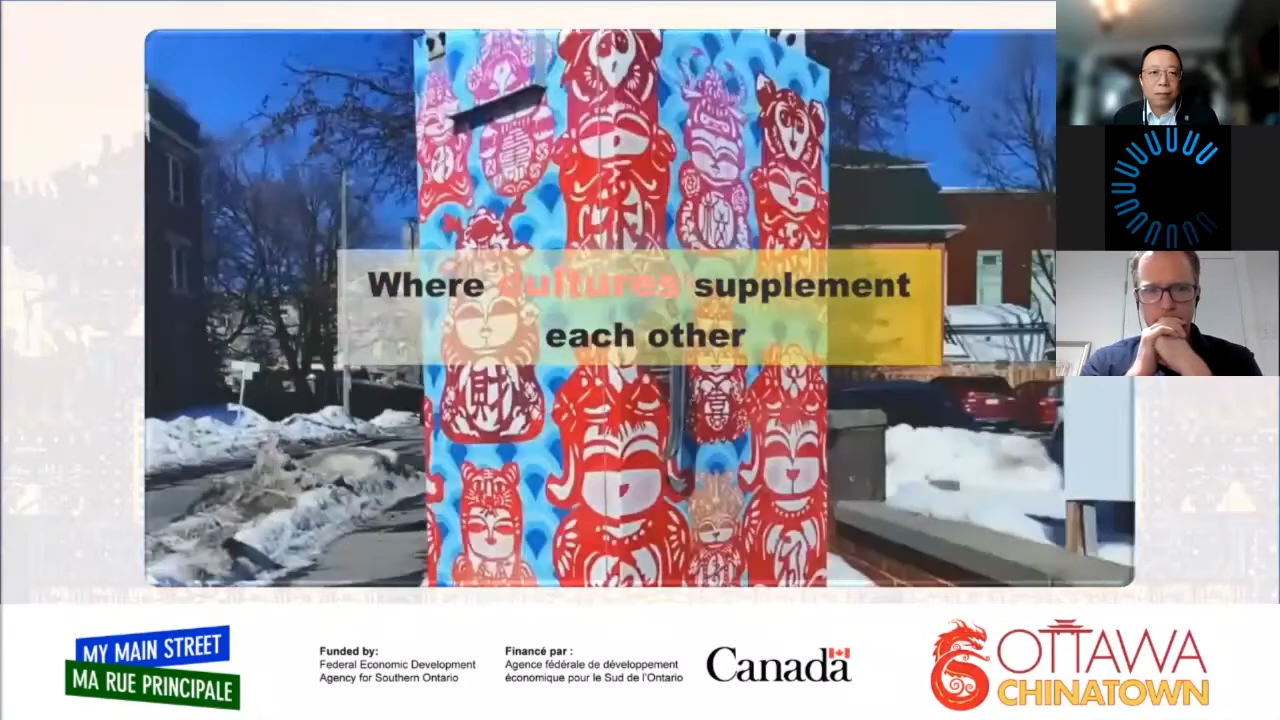 Where cultures supplement
each other
財
MY MAIN STREET
MA RUE PRINCIPALE
Funded by:
Federal Economic Development
Agency for Southern Ontario
Financé par :
Agence fédérale de développement
économique pour le Sud de l'Ontario
Canada
OTTAWA
CHINATOWN